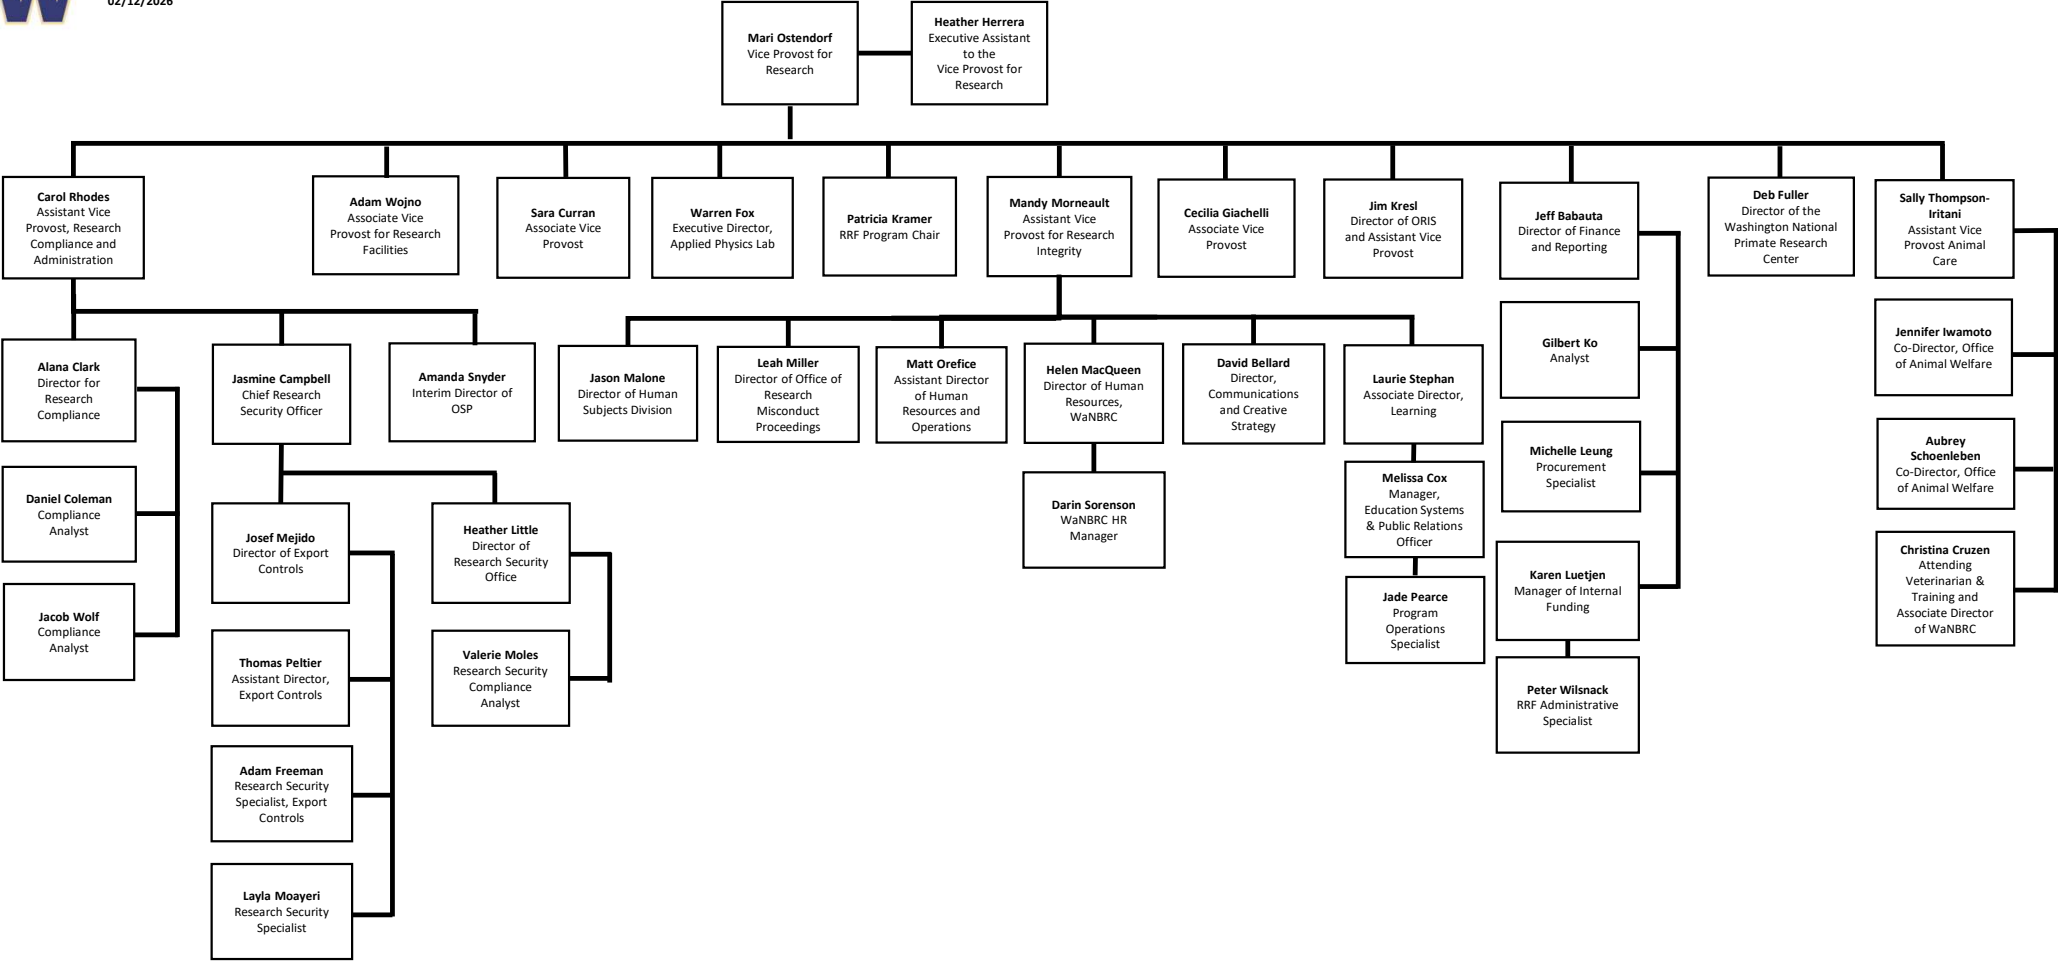 W
02/12/2026
Mari Ostendorf
Vice Provost for
Research
Heather Herrera
Executive Assistant
to the
Vice Provost for
Research
Carol Rhodes
Assistant Vice
Provost, Research
Compliance and
Administration
Adam Wojno
Associate Vice
Provost for Research
Facilities
Sara Curran
Associate Vice
Provost
Warren Fox
Executive Director,
Applied Physics Lab
Patricia Kramer
RRF Program Chair
Mandy Morneault
Assistant Vice
Provost for Research
Integrity
Cecilia Giachelli
Associate Vice
Provost
Jim Kresl
Director of ORIS
and Assistant Vice
Provost
Jeff Babauta
Director of Finance
and Reporting
Deb Fuller
Director of the
Washington National
Primate Research
Center
Sally Thompson-
Iritani
Assistant Vice
Provost Animal
Care
Alana Clark
Director for
Research
Compliance
Jasmine Campbell
Chief Research
Security Officer
Amanda Snyder
Interim Director of
OSP
Jason Malone
Director of Human
Subjects Division
Leah Miller
Director of Office of
Research
Misconduct
Proceedings
Matt Orefice
Assistant Director
of Human
Resources and
Operations
Helen MacQueen
Director of Human
Resources,
WaNBRC
David Bellard
Director,
Communications
and Creative
Strategy
Laurie Stephan
Associate Director,
Learning
Gilbert Ko
Analyst
Jennifer Iwamoto
Co-Director, Office
of Animal Welfare
Daniel Coleman
Compliance
Analyst
Josef Mejido
Director of Export
Controls
Heather Little
Director of
Research Security
Office
Darin Sorenson
WaNBRC HR
Manager
Melissa Cox
Manager,
Education Systems
& Public Relations
Officer
Michelle Leung
Procurement
Specialist
Aubrey
Schoenleben
Co-Director, Office
of Animal Welfare
Jacob Wolf
Compliance
Analyst
Thomas Peltier
Assistant Director,
Export Controls
Valerie Moles
Research Security
Compliance
Analyst
Jade Pearce
Program
Operations
Specialist
Karen Luetjen
Manager of Internal
Funding
Christina Cruzen
Attending
Veterinarian &
Training and
Associate Director
of WaNBRC
Adam Freeman
Research Security
Specialist, Export
Controls
Peter Wilsnack
RRF Administrative
Specialist
Layla Moayeri
Research Security
Specialist